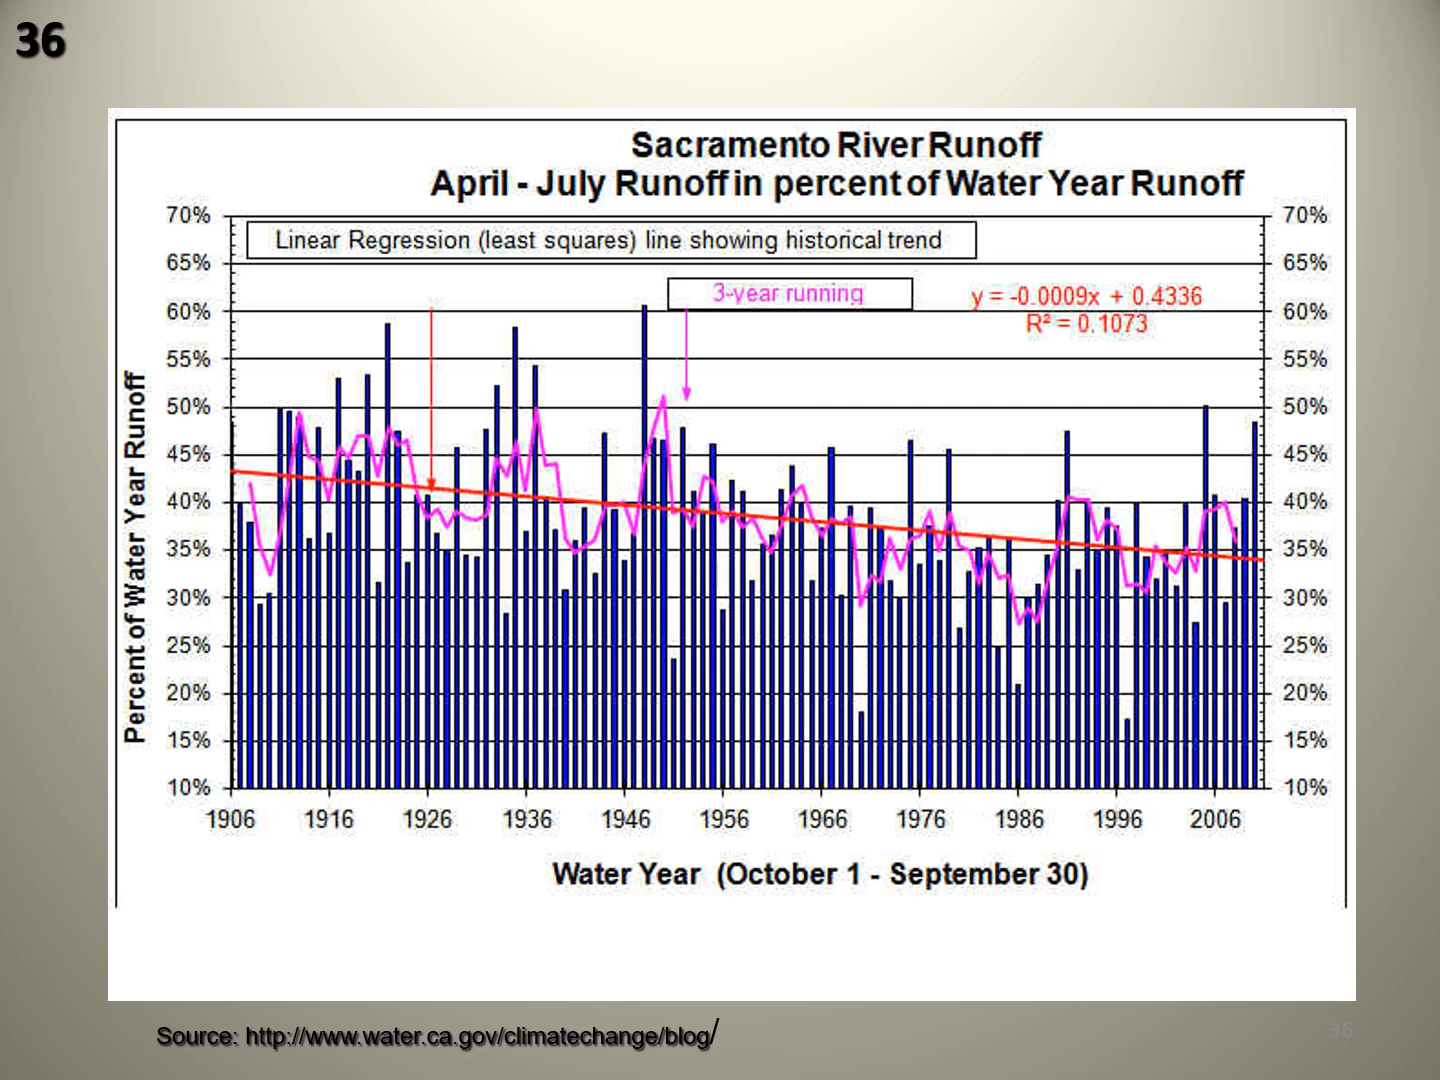 36
Sacramento River Runoff
April - July Runoff in percent of Water Year Runoff
Linear Regression (least squares) line showing historical trend
3-year running
y = -0.0009x + 0.4336
R² = 0.1073
Percent of Water Year Runoff
70% 70%
65% 65%
60% 60%
55% 55%
50% 50%
45% 45%
40% 40%
35% 35%
30% 30%
25% 25%
20% 20%
15% 15%
10% 10%
1906 1916 1926 1936 1946 1956 1966 1976 1986 1996 2006
Water Year (October 1 - September 30)
Source: http://www.water.ca.gov/climatechange/blog/
36